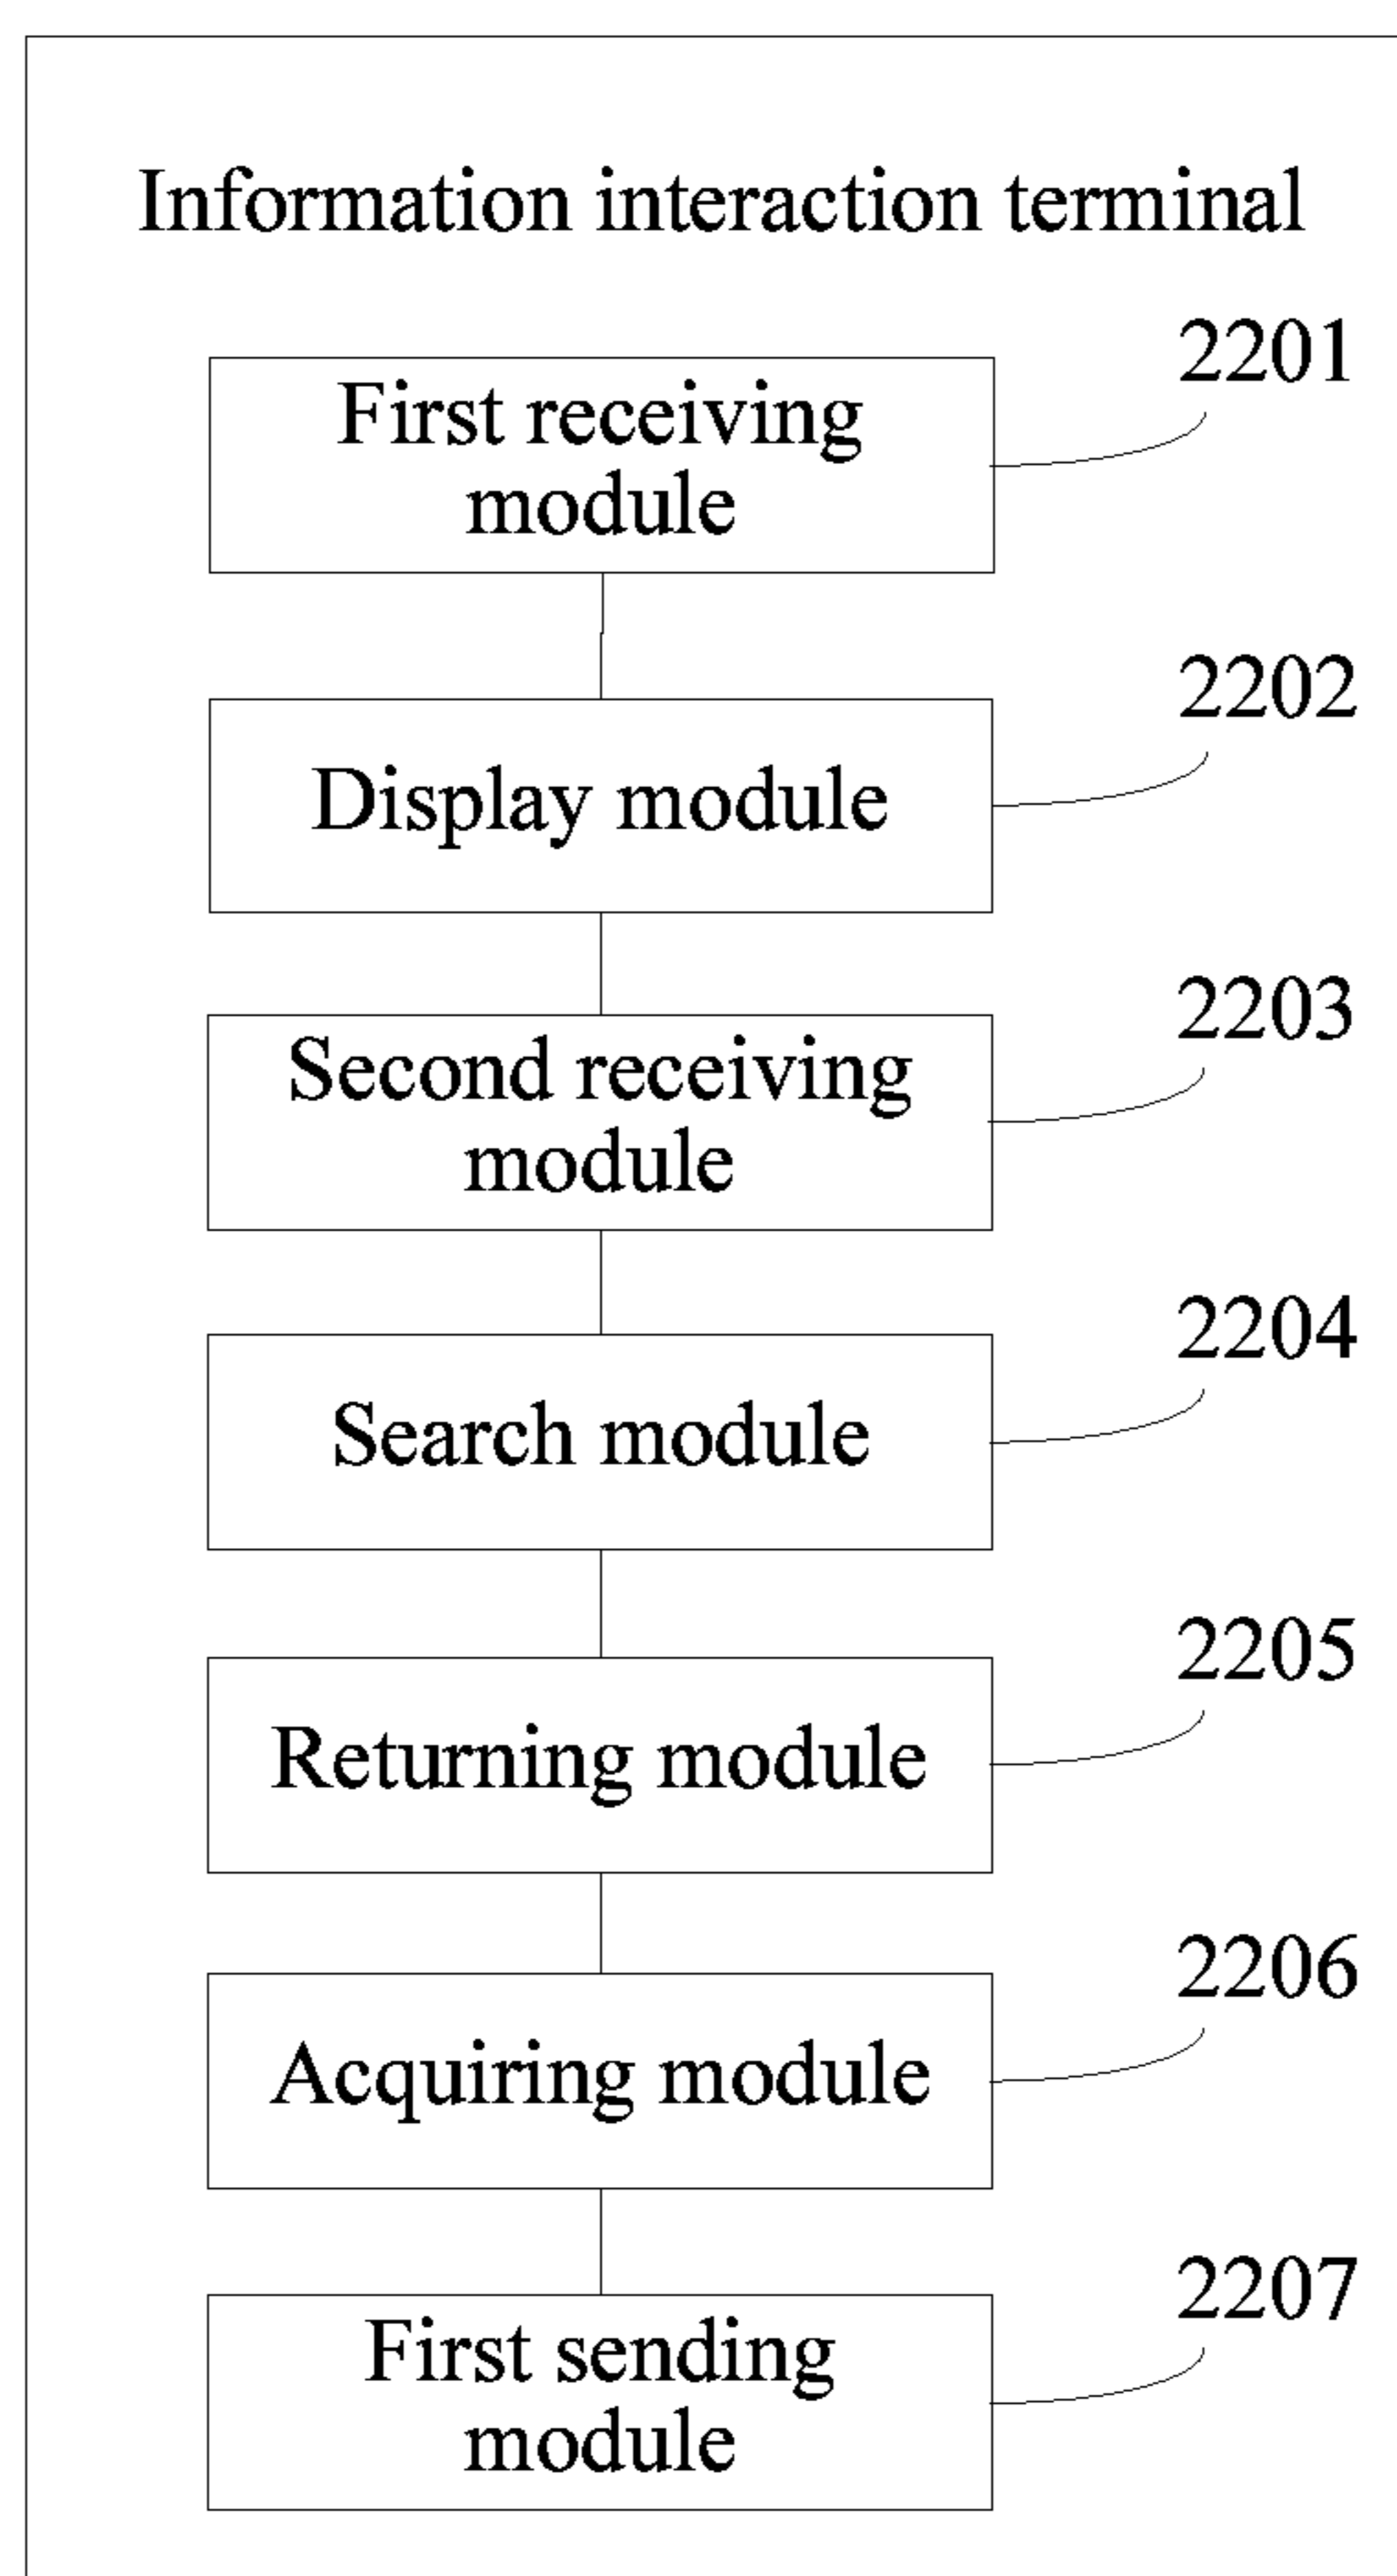 Information interaction terminal
2201
First receiving
module
2202
Display module
2203
Second receiving
module
2204
Search module
2205
Returning module
2206
Acquiring module
2207
First sending
module